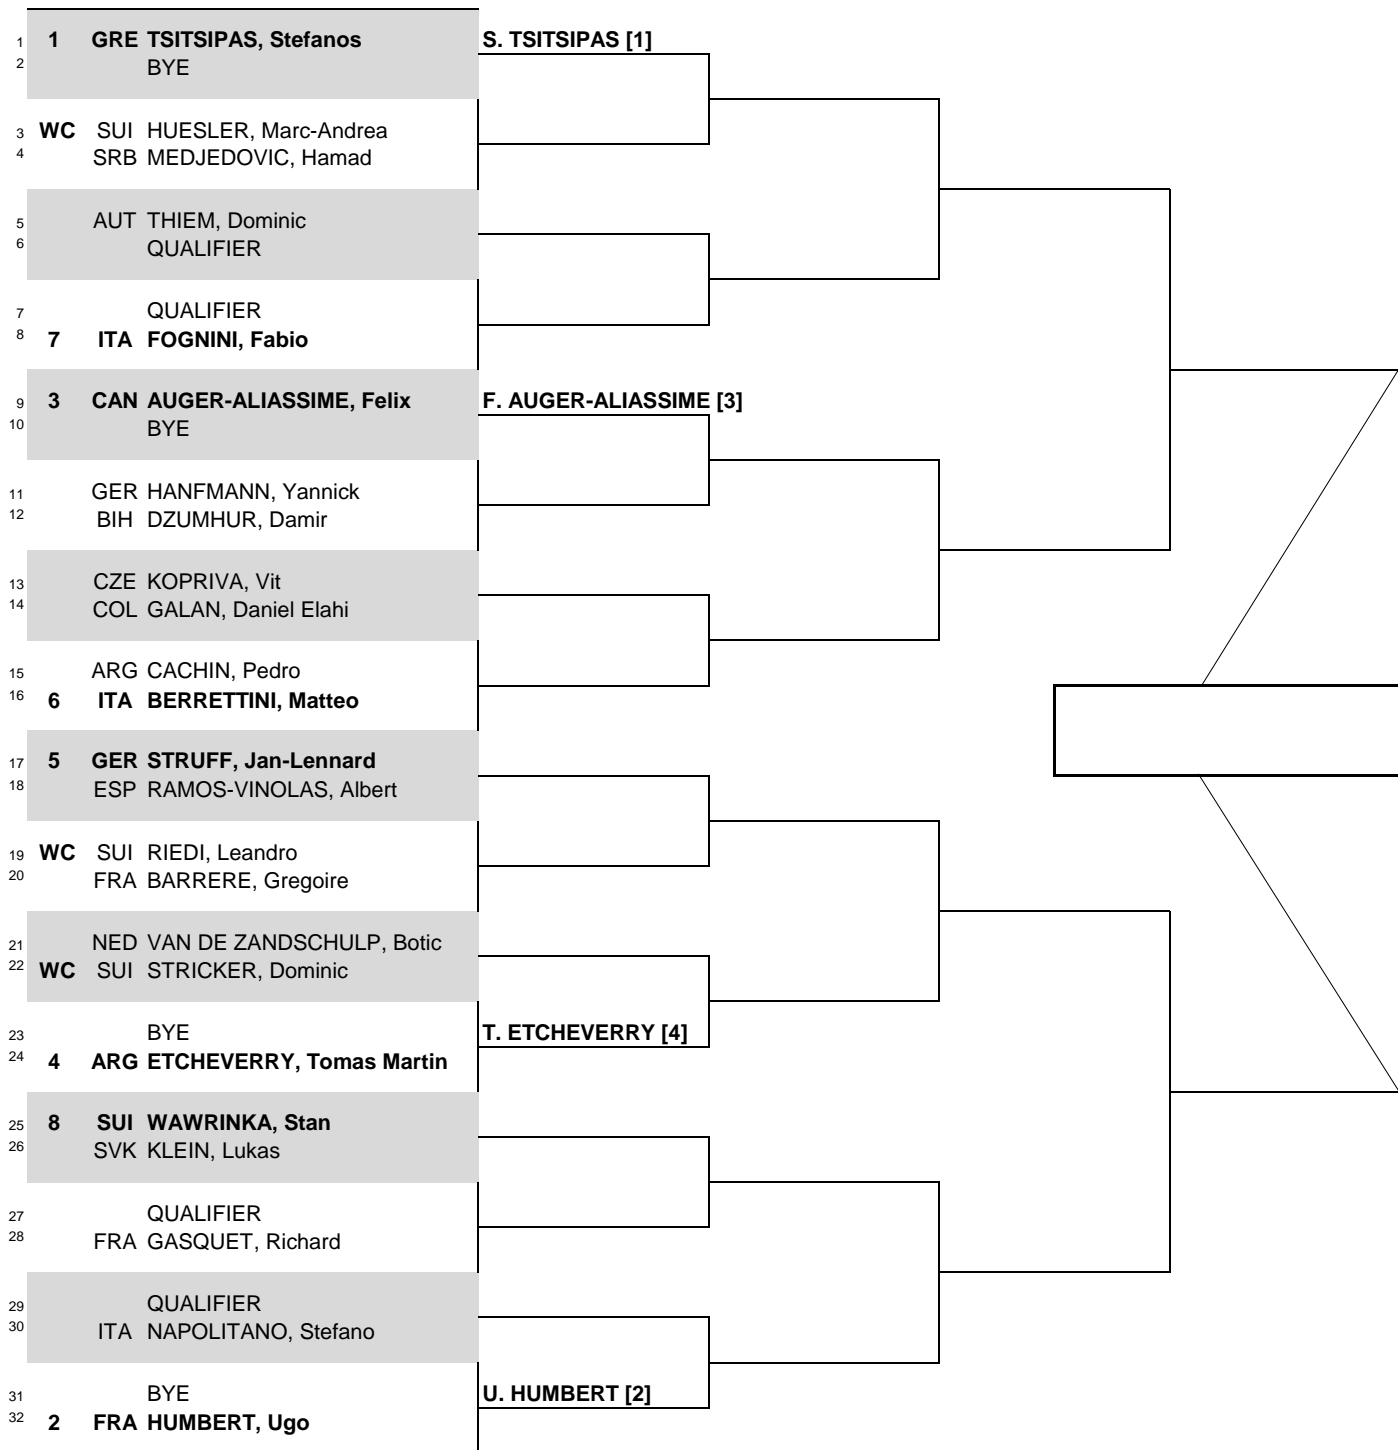 1 1 GRE TSITSIPAS, Stefanos S. TSITSIPAS [1]
2 BYE
3 WC SUI HUESLER, Marc-Andrea
4 SRB MEDJEDOVIC, Hamad
5 AUT THIEM, Dominic
6 QUALIFIER
7 QUALIFIER
8 7 ITA FOGNINI, Fabio
9 3 CAN AUGER-ALIASSIME, Felix F. AUGER-ALIASSIME [3]
10 BYE
11 GER HANFMANN, Yannick
12 BIH DZUMHUR, Damir
13 CZE KOPRIVA, Vit
14 COL GALAN, Daniel Elahi
15 ARG CACHIN, Pedro
16 6 ITA BERRETTINI, Matteo
17 5 GER STRUFF, Jan-Lennard
18 ESP RAMOS-VINOLAS, Albert
19 WC SUI RIEDI, Leandro
20 FRA BARRERE, Gregoire
21 NED VAN DE ZANDSCHULP, Botic
22 WC SUI STRICKER, Dominic
23 BYE T. ETCHEVERRY [4]
24 4 ARG ETCHEVERRY, Tomas Martin
25 8 SUI WAWRINKA, Stan
26 SVK KLEIN, Lukas
27 QUALIFIER
28 FRA GASQUET, Richard
29 QUALIFIER
30 ITA NAPOLITANO, Stefano
31 BYE U. HUMBERT [2]
32 2 FRA HUMBERT, Ugo